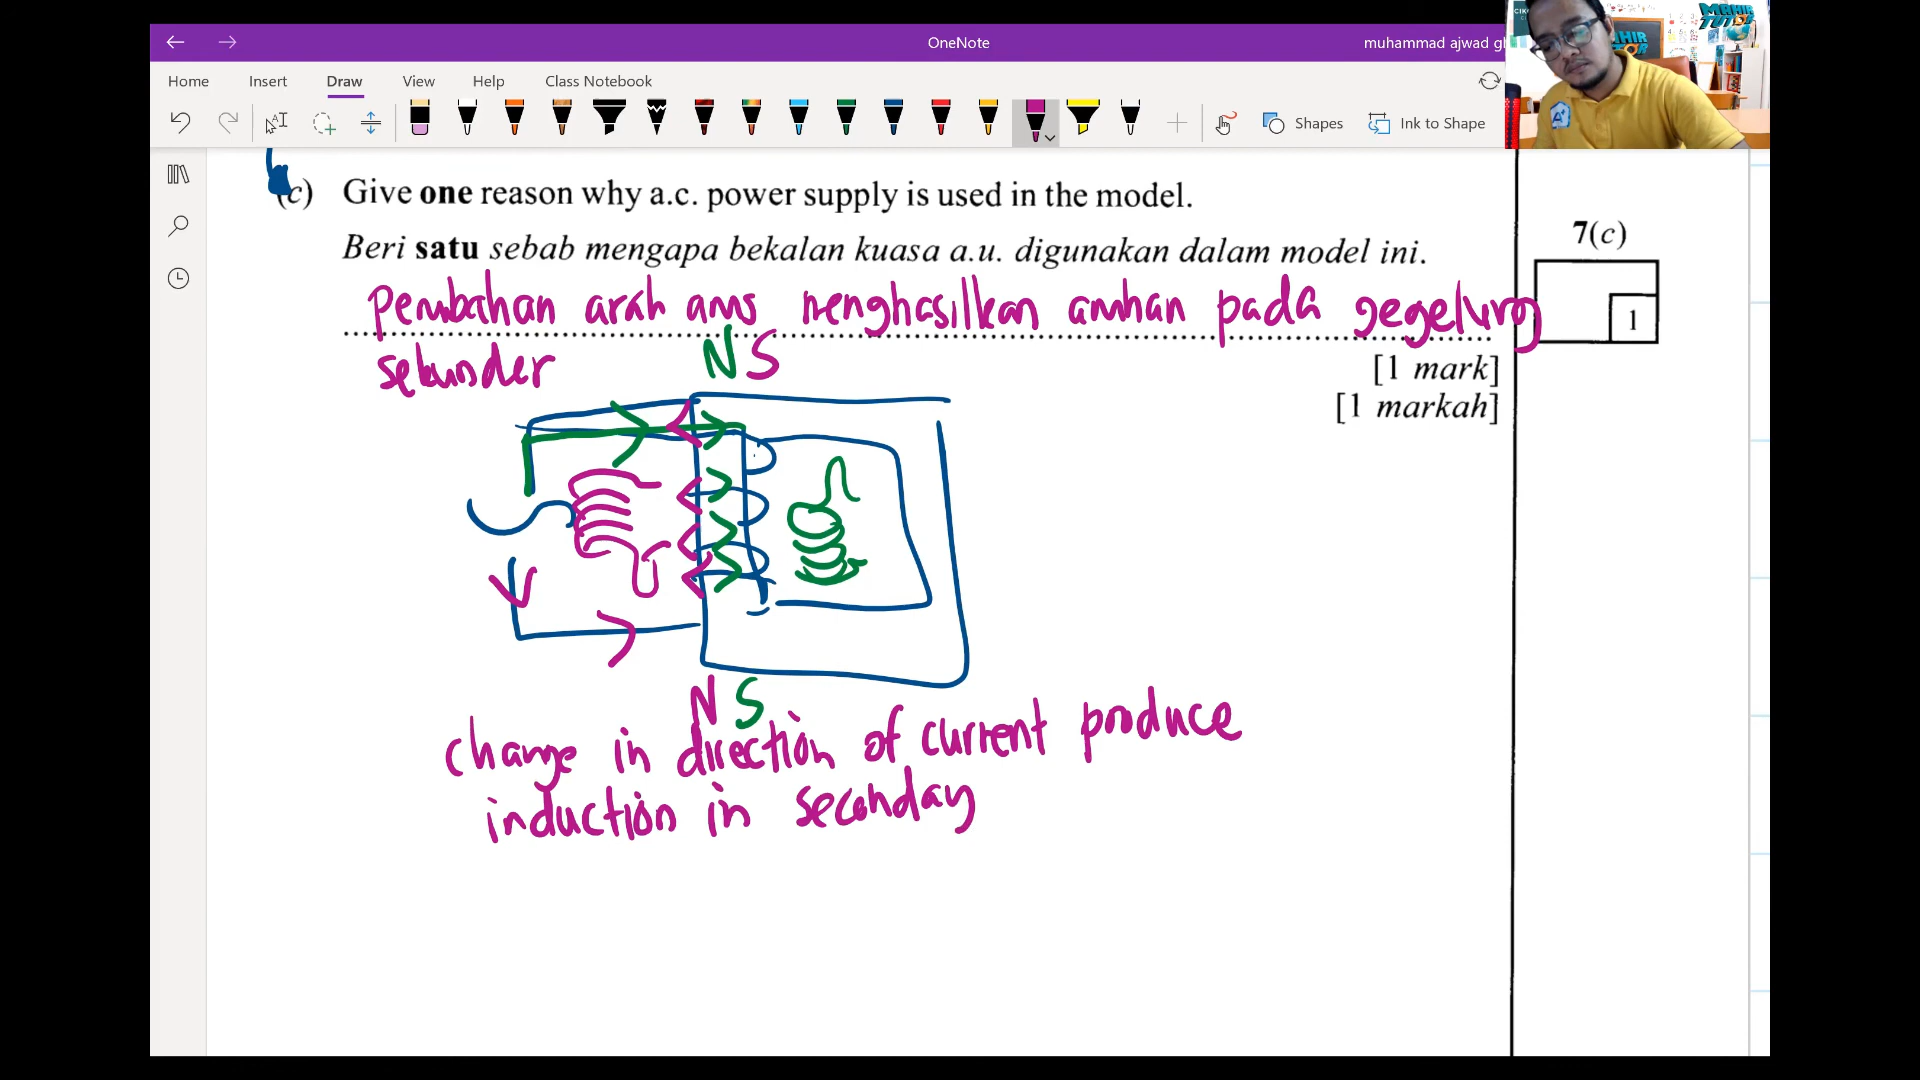 OneNote
muhammad ajwad gh
Home Insert Draw View Help Class Notebook
Shapes Ink to Shape
(c) Give one reason why a.c. power supply is used in the model.
Beri satu sebab mengapa bekalan kuasa a.u. digunakan dalam model ini.
7(c)
1
Perubahan arah arus menghasilkan aruhan pada gegelung
sekunder
[1 mark]
[1 markah]
N S
N S
change in direction of current produce
induction in seconday